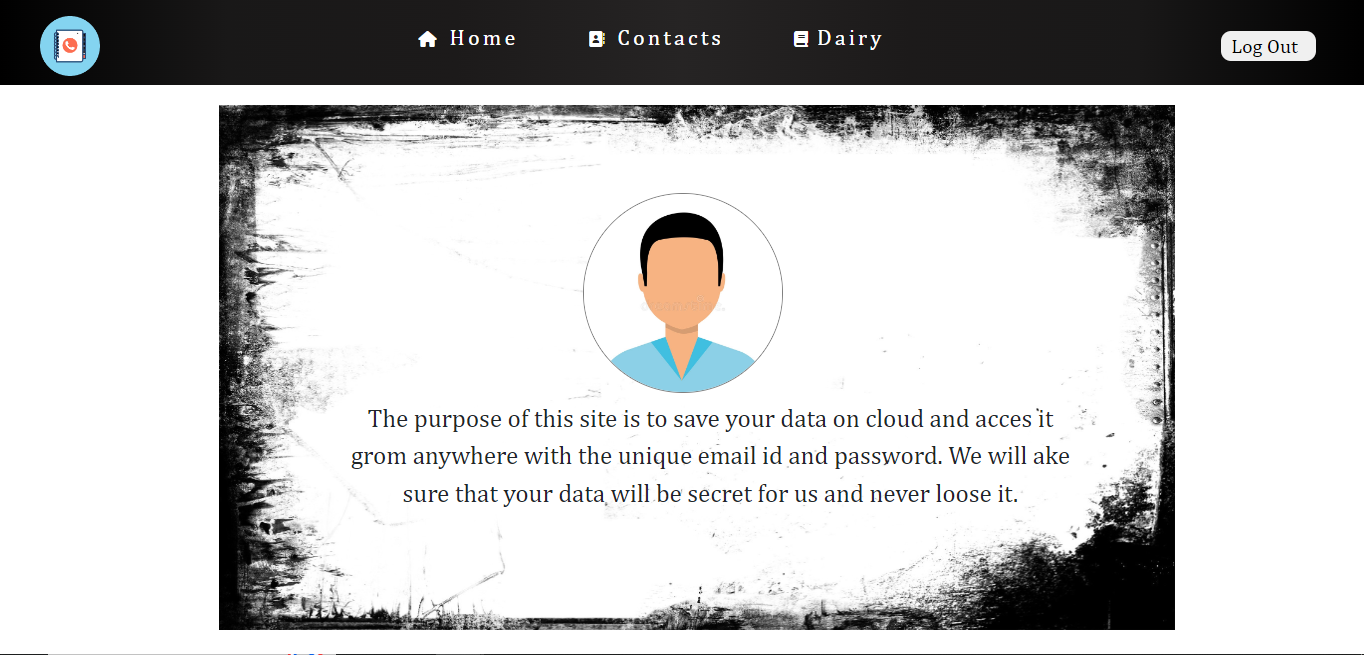 Home
Contacts
Dairy
Log Out
The purpose of this site is to save your data on cloud and acces it
grom anywhere with the unique email id and password. We will ake
sure that your data will be secret for us and never loose it.